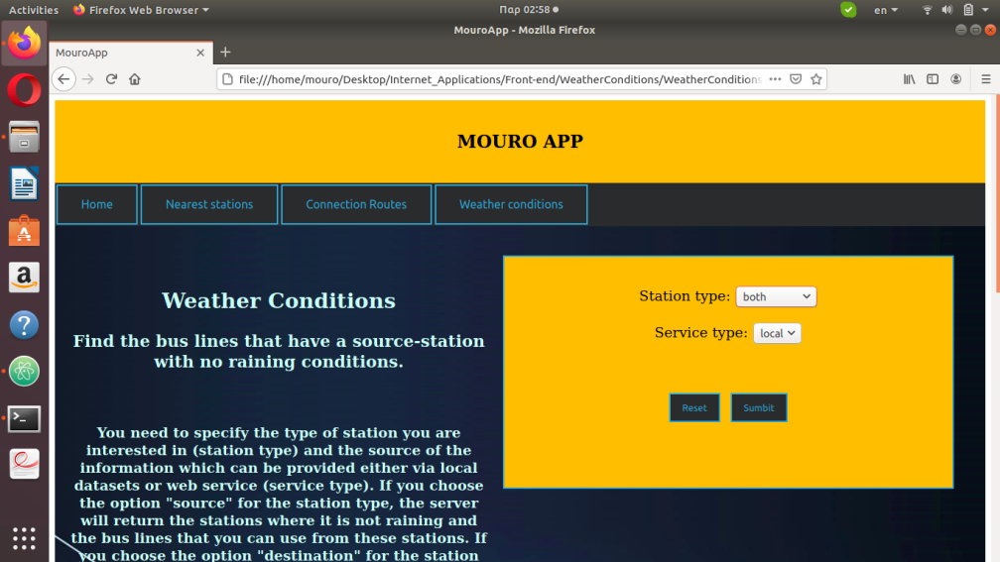 Activities Firefox Web Browser Παρ 02:58 en
MouroApp - Mozilla Firefox
MouroApp
file:///home/mouro/Desktop/Internet_Applications/Front-end/WeatherConditions/WeatherConditions
MOURO APP
Home Nearest stations Connection Routes Weather conditions
Weather Conditions
Find the bus lines that have a source-station
with no raining conditions.
You need to specify the type of station you are
interested in (station type) and the source of the
information which can be provided either via local
datasets or web service (service type). If you choose
the option "source" for the station type, the server
will return the stations where it is not raining and
the bus lines that you can use from these stations. If
you choose the option "destination" for the station
Station type: both
Service type: local
Reset Sumbit